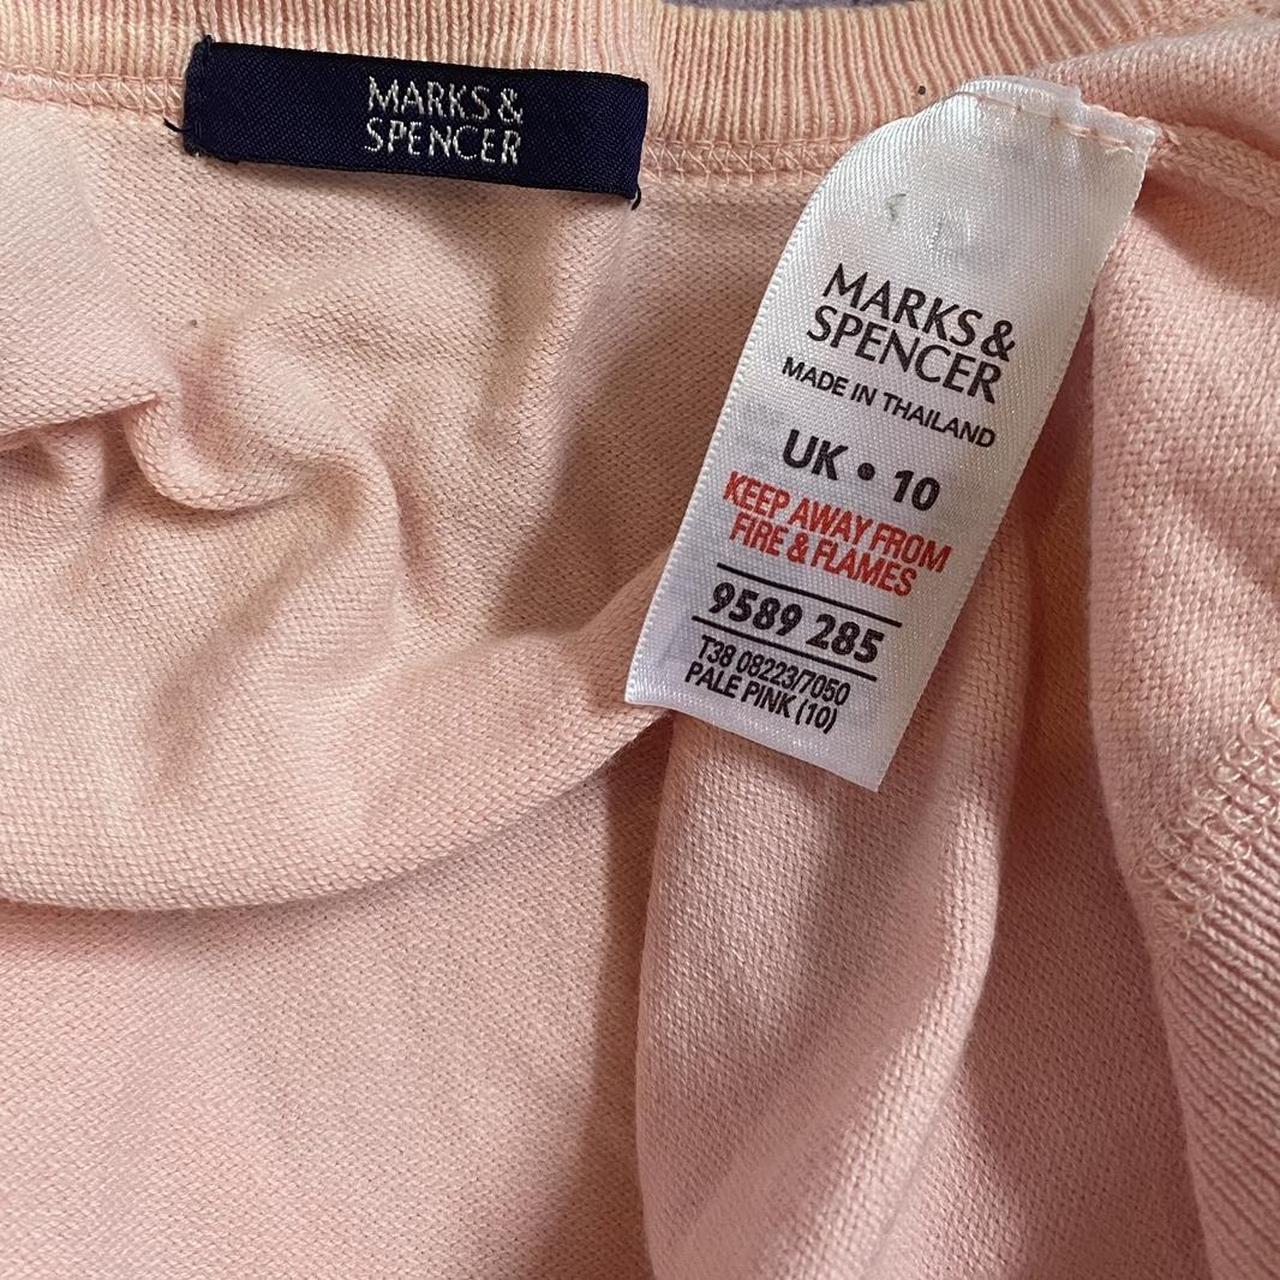 MARKS &
SPENCER
MARKS &
SPENCER
MADE IN THAILAND
UK • 10
KEEP AWAY FROM
FIRE & FLAMES
9589 285
T38 08223/7050
PALE PINK (10)